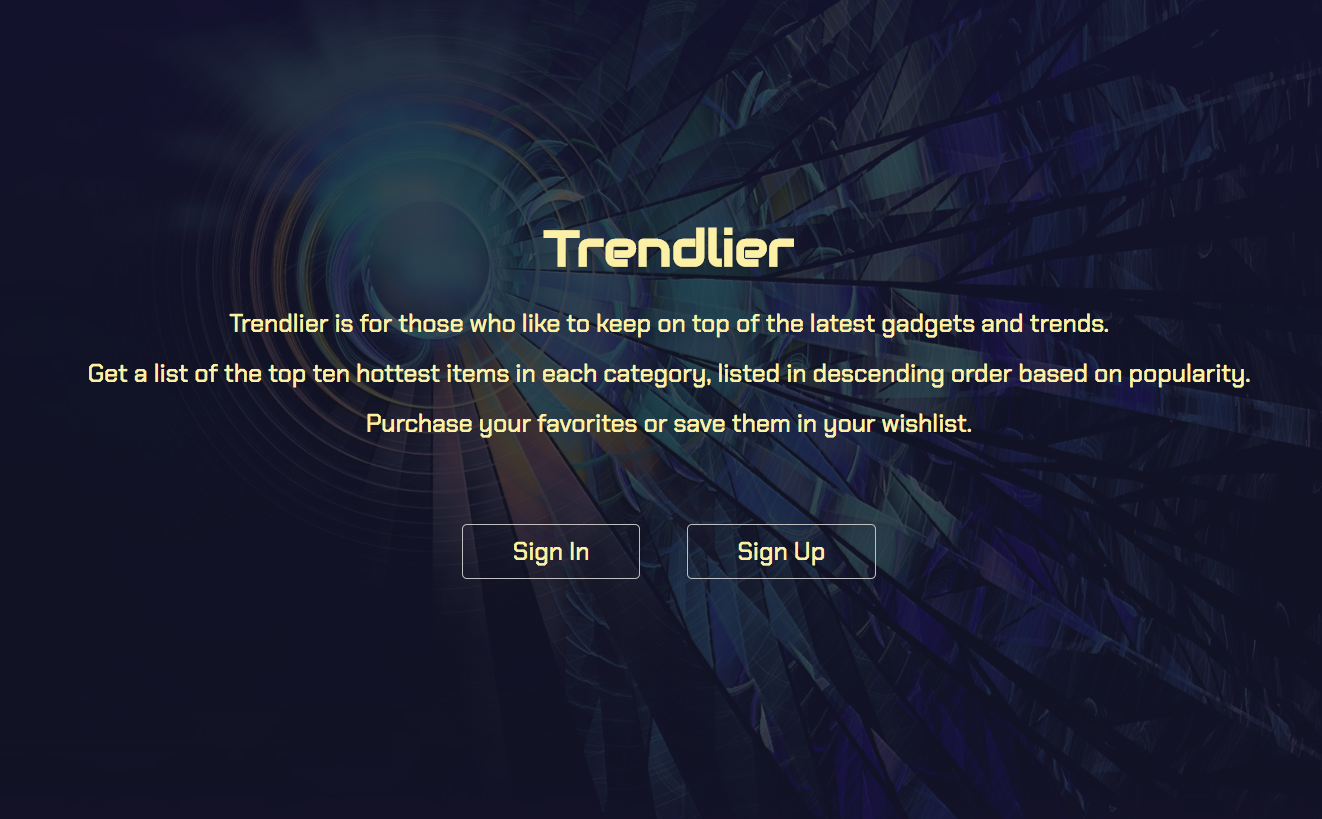 Trendlier
Trendlier is for those who like to keep on top of the latest gadgets and trends.
Get a list of the top ten hottest items in each category, listed in descending order based on popularity.
Purchase your favorites or save them in your wishlist.
Sign In
Sign Up